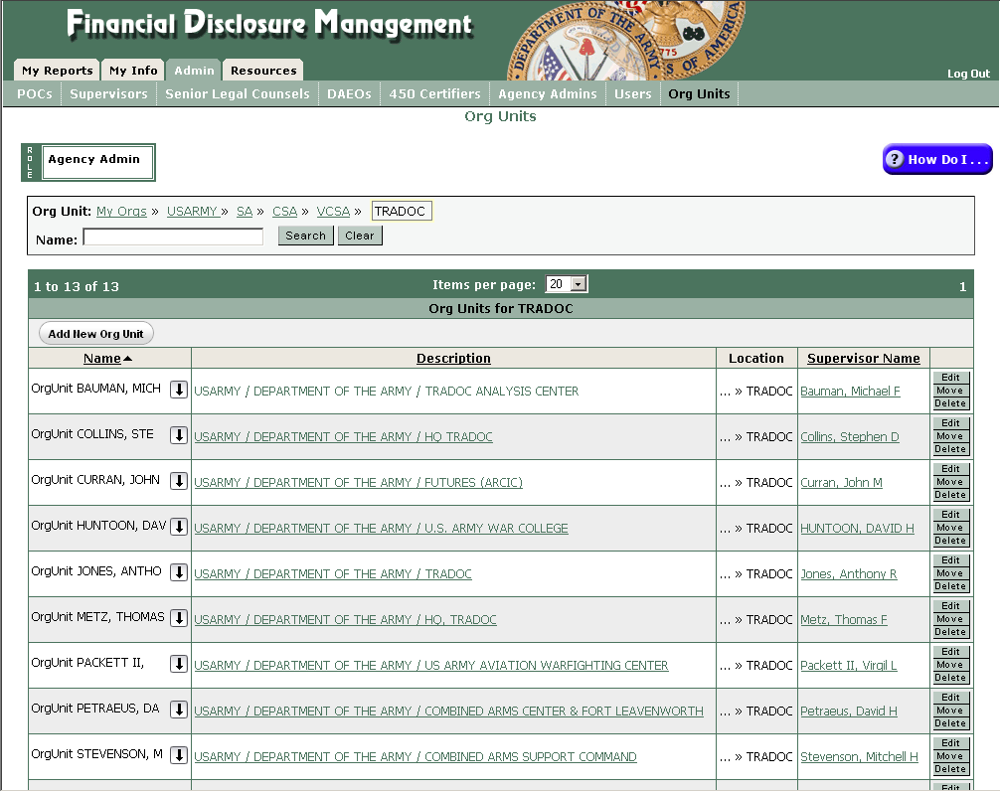 Financial Disclosure Management
DEPARTMENT OF THE ARMY
1775
S OF AMERICA
My Reports My Info Admin Resources Log Out
POCs Supervisors Senior Legal Counsels DAEOs 450 Certifiers Agency Admins Users Org Units
Org Units
ROLE Agency Admin ? How Do I . . .
Org Unit: My Orgs » USARMY » SA » CSA » VCSA » TRADOC
Name: Search Clear
1 to 13 of 13 Items per page: 20 1
Org Units for TRADOC
Add New Org Unit
Name Description Location Supervisor Name
OrgUnit BAUMAN, MICH USARMY / DEPARTMENT OF THE ARMY / TRADOC ANALYSIS CENTER ... » TRADOC Bauman, Michael F Edit Move Delete
OrgUnit COLLINS, STE USARMY / DEPARTMENT OF THE ARMY / HQ TRADOC ... » TRADOC Collins, Stephen D Edit Move Delete
OrgUnit CURRAN, JOHN USARMY / DEPARTMENT OF THE ARMY / FUTURES (ARCIC) ... » TRADOC Curran, John M Edit Move Delete
OrgUnit HUNTOON, DAV USARMY / DEPARTMENT OF THE ARMY / U.S. ARMY WAR COLLEGE ... » TRADOC HUNTOON, DAVID H Edit Move Delete
OrgUnit JONES, ANTHO USARMY / DEPARTMENT OF THE ARMY / TRADOC ... » TRADOC Jones, Anthony R Edit Move Delete
OrgUnit METZ, THOMAS USARMY / DEPARTMENT OF THE ARMY / HQ, TRADOC ... » TRADOC Metz, Thomas F Edit Move Delete
OrgUnit PACKETT II, USARMY / DEPARTMENT OF THE ARMY / US ARMY AVIATION WARFIGHTING CENTER ... » TRADOC Packett II, Virgil L Edit Move Delete
OrgUnit PETRAEUS, DA USARMY / DEPARTMENT OF THE ARMY / COMBINED ARMS CENTER & FORT LEAVENWORTH ... » TRADOC Petraeus, David H Edit Move Delete
OrgUnit STEVENSON, M USARMY / DEPARTMENT OF THE ARMY / COMBINED ARMS SUPPORT COMMAND ... » TRADOC Stevenson, Mitchell H Edit Move Delete
Edit